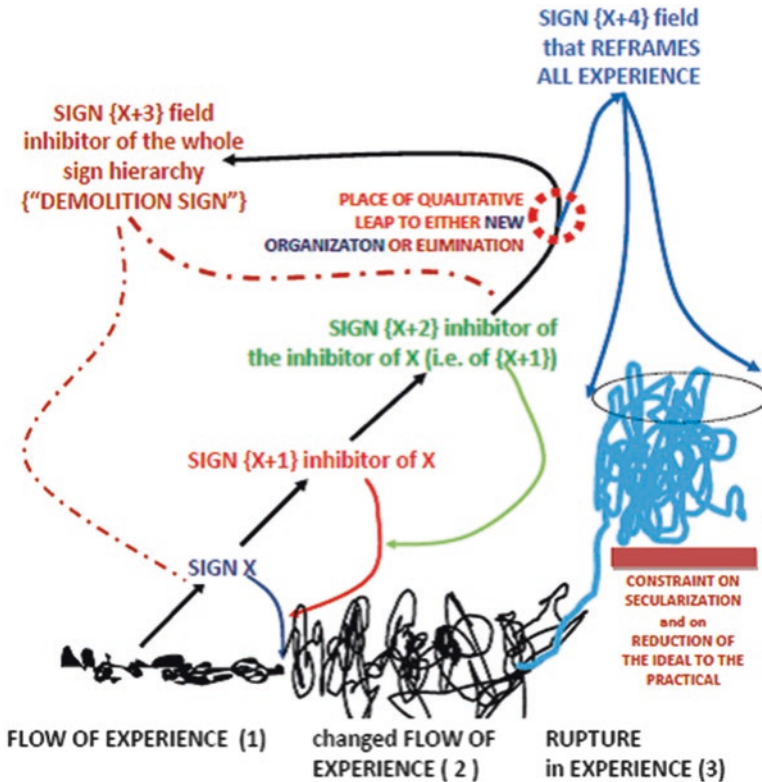 SIGN {X+4} field
that REFRAMES
ALL EXPERIENCE
SIGN {X+3} field
inhibitor of the whole
sign hierarchy
{“DEMOLITION SIGN”}
PLACE OF QUALITATIVE
LEAP TO EITHER NEW
ORGANIZATON OR ELIMINATION
SIGN {X+2} inhibitor of
the inhibitor of X (i.e. of {X+1})
SIGN {X+1} inhibitor of X
SIGN X
CONSTRAINT ON
SECULARIZATION
and on
REDUCTION OF
THE IDEAL TO THE
PRACTICAL
FLOW OF EXPERIENCE (1)
changed FLOW OF
EXPERIENCE ( 2 )
RUPTURE
in EXPERIENCE (3)